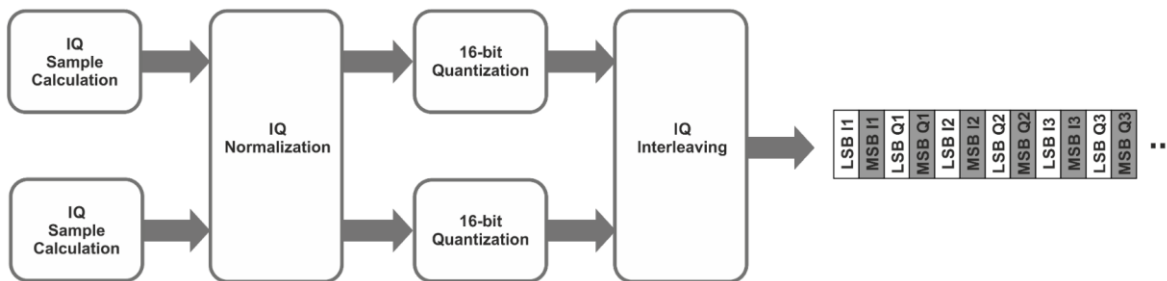 IQ
Sample
Calculation
IQ
Sample
Calculation
IQ
Normalization
16-bit
Quantization
16-bit
Quantization
IQ
Interleaving
LSB I1
MSB I1
LSB Q1
MSB Q1
LSB I2
MSB I2
LSB Q2
MSB Q2
LSB I3
MSB I3
LSB Q3
MSB Q3
..